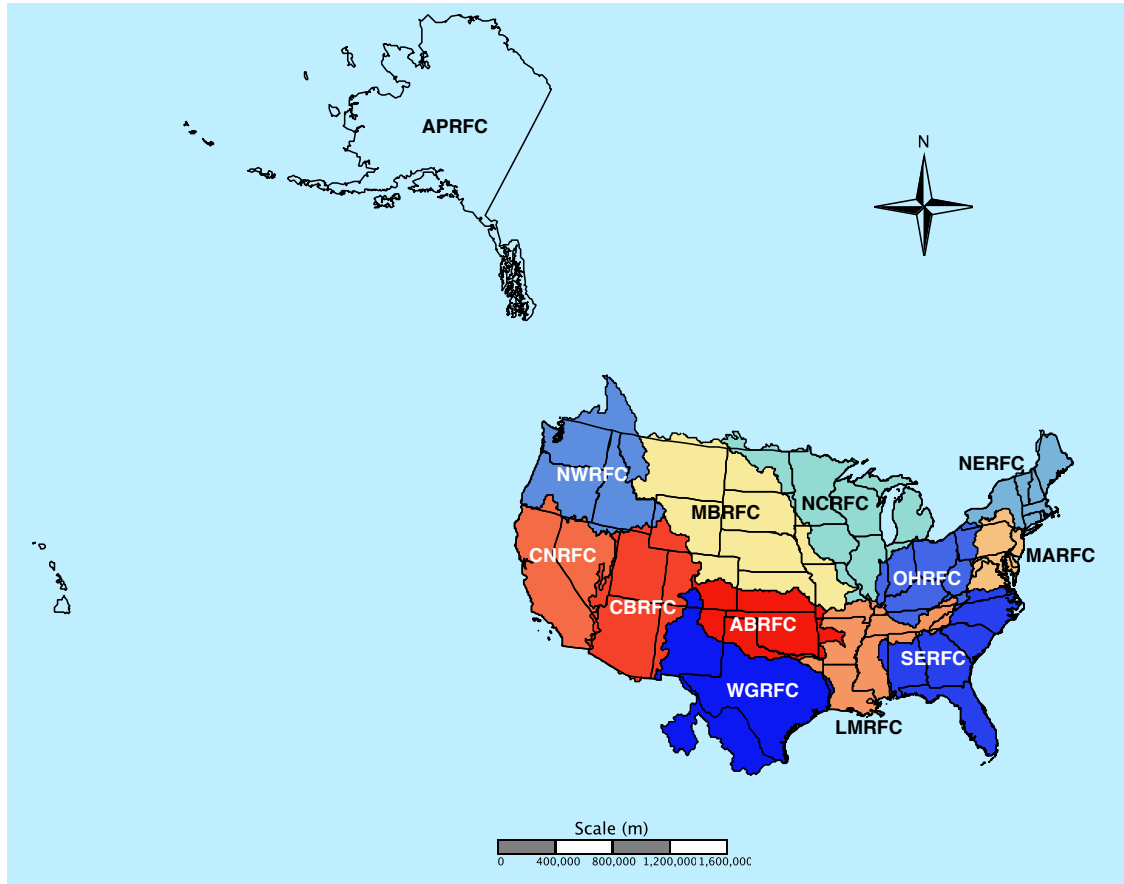 APRFC
N
NERFC
NWRFC
NCRFC
MBRFC
CNRFC
MARFC
OHRFC
CBRFC
ABRFC
SERFC
WGRFC
LMRFC
Scale (m)
0 400,000 800,000 1,200,000 1,600,000